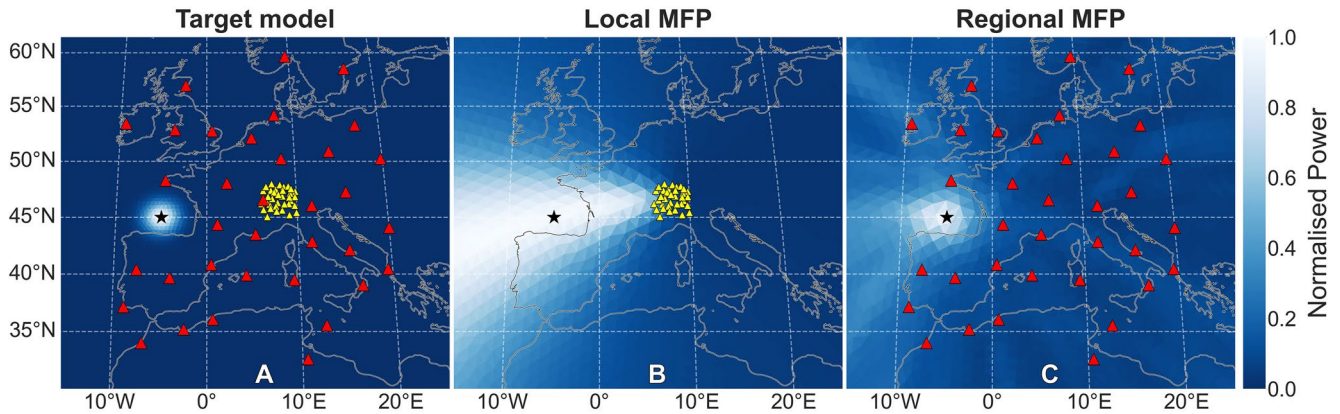 Target model
Local MFP
Regional MFP
60°N
55°N
50°N
45°N
40°N
35°N
A
B
C
10°W 0° 10°E 20°E
10°W 0° 10°E 20°E
10°W 0° 10°E 20°E
1.0
0.8
0.6
0.4
0.2
0.0
Normalised Power